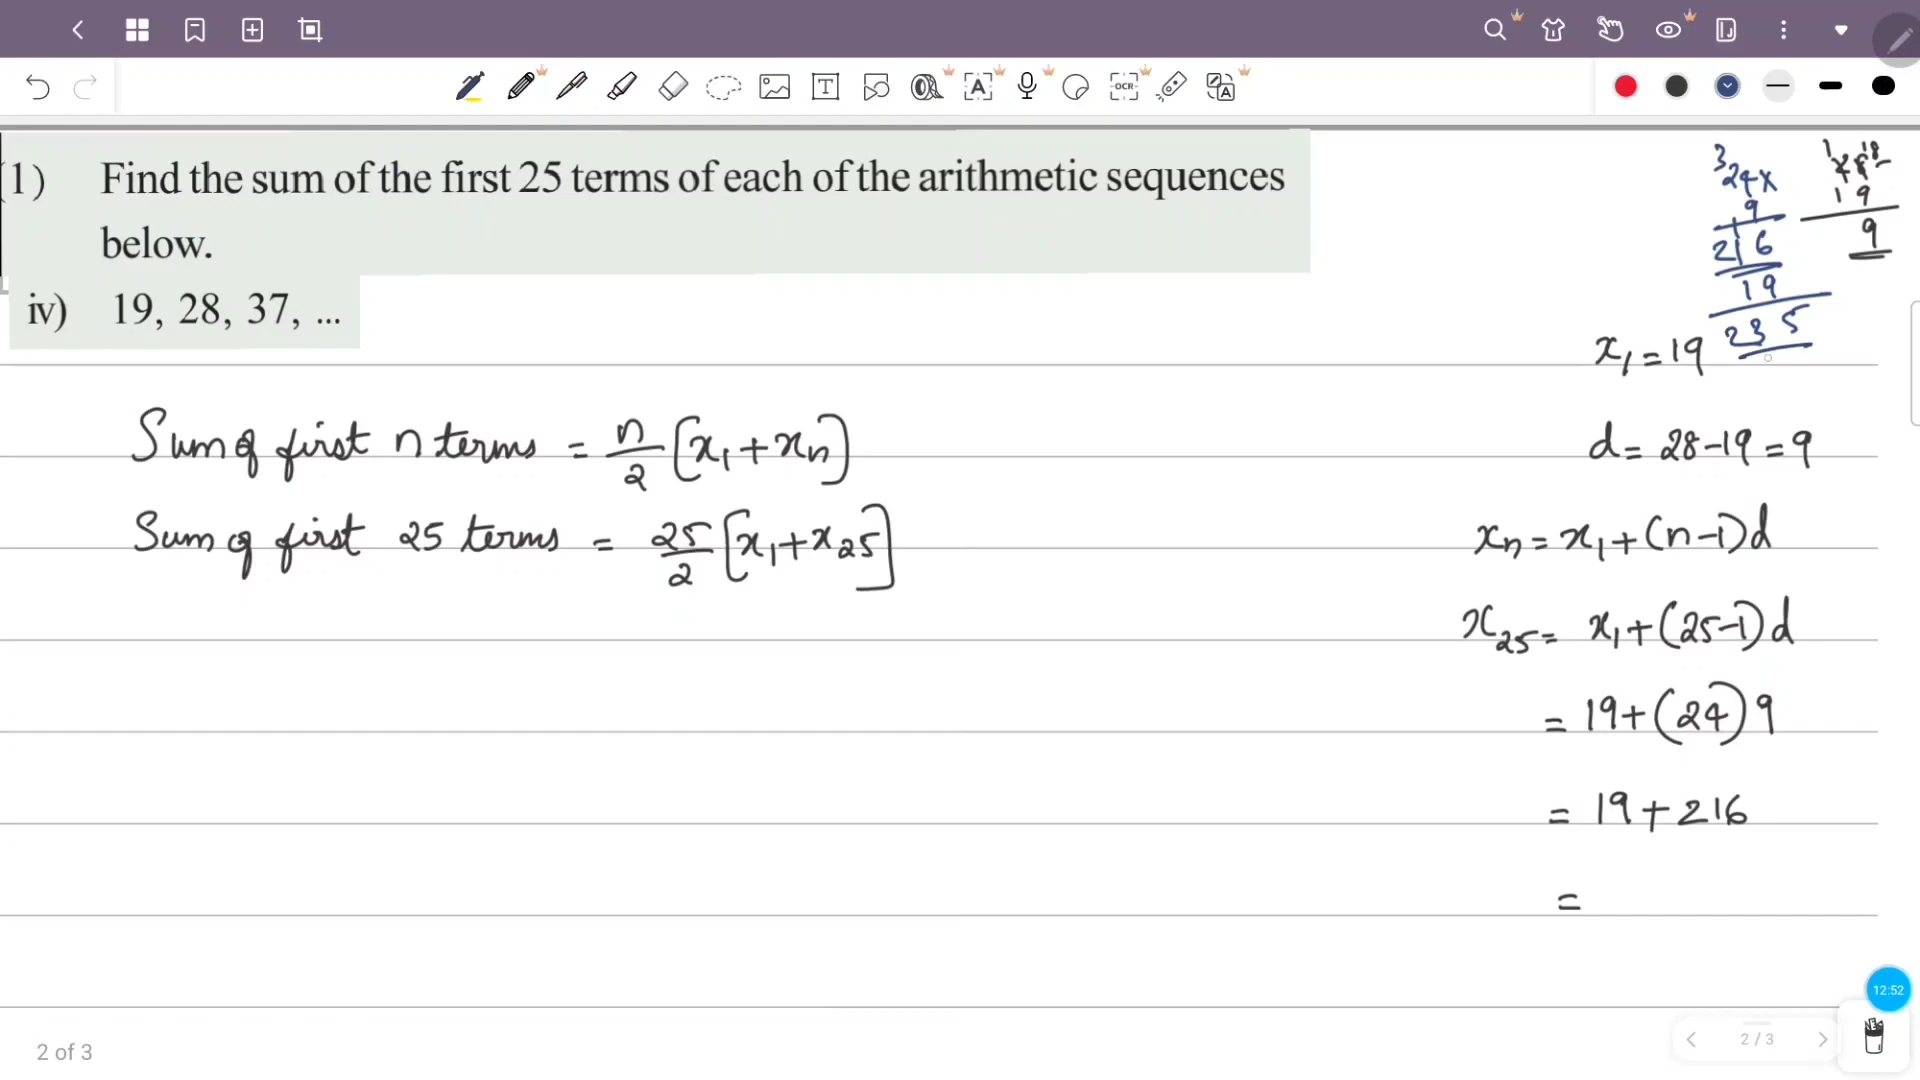 (1) Find the sum of the first 25 terms of each of the arithmetic sequences
below.
iv) 19, 28, 37, ...
3
24 x
9
216
19
235
1 18
19
9
x₁ = 19
Sum of first n terms = n/2 [x₁ + xₙ]
d = 28 - 19 = 9
Sum of first 25 terms = 25/2 [x₁ + x₂₅]
xₙ = x₁ + (n-1)d
x₂₅ = x₁ + (25-1)d
= 19 + (24) 9
= 19 + 216
=
12:52
2 of 3
2 / 3